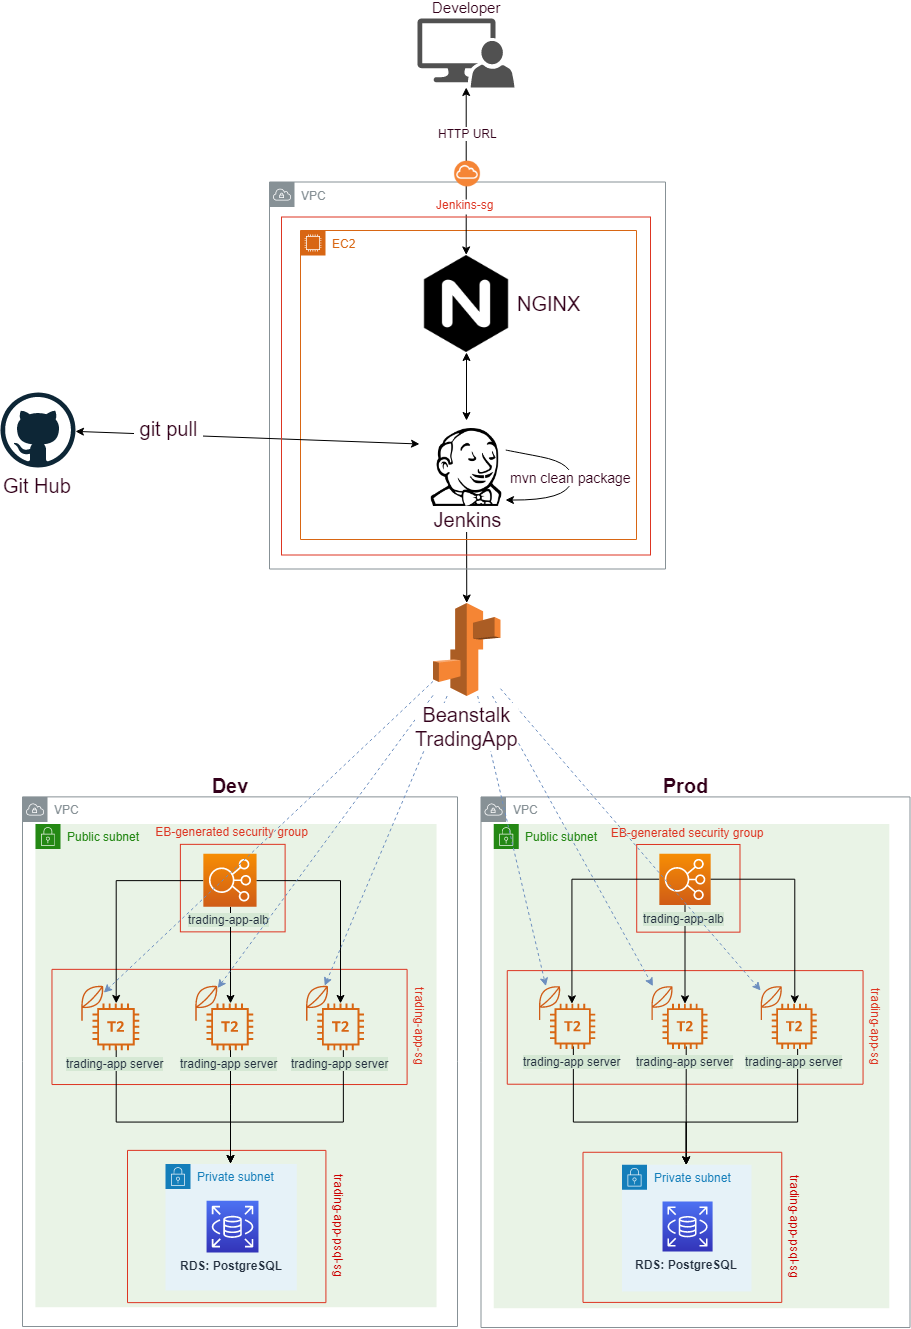 Developer
HTTP URL
VPC
Jenkins-sg
EC2
NGINX
git pull
Git Hub
mvn clean package
Jenkins
Beanstalk
TradingApp
Dev
VPC
Public subnet
EB-generated security group
trading-app-alb
T2
T2
T2
trading-app server
trading-app server
trading-app server
trading-app-sg
Private subnet
RDS: PostgreSQL
trading-app-psql-sg
Prod
VPC
Public subnet
EB-generated security group
trading-app-alb
T2
T2
T2
trading-app server
trading-app server
trading-app server
trading-app-sg
Private subnet
RDS: PostgreSQL
trading-app-psql-sg